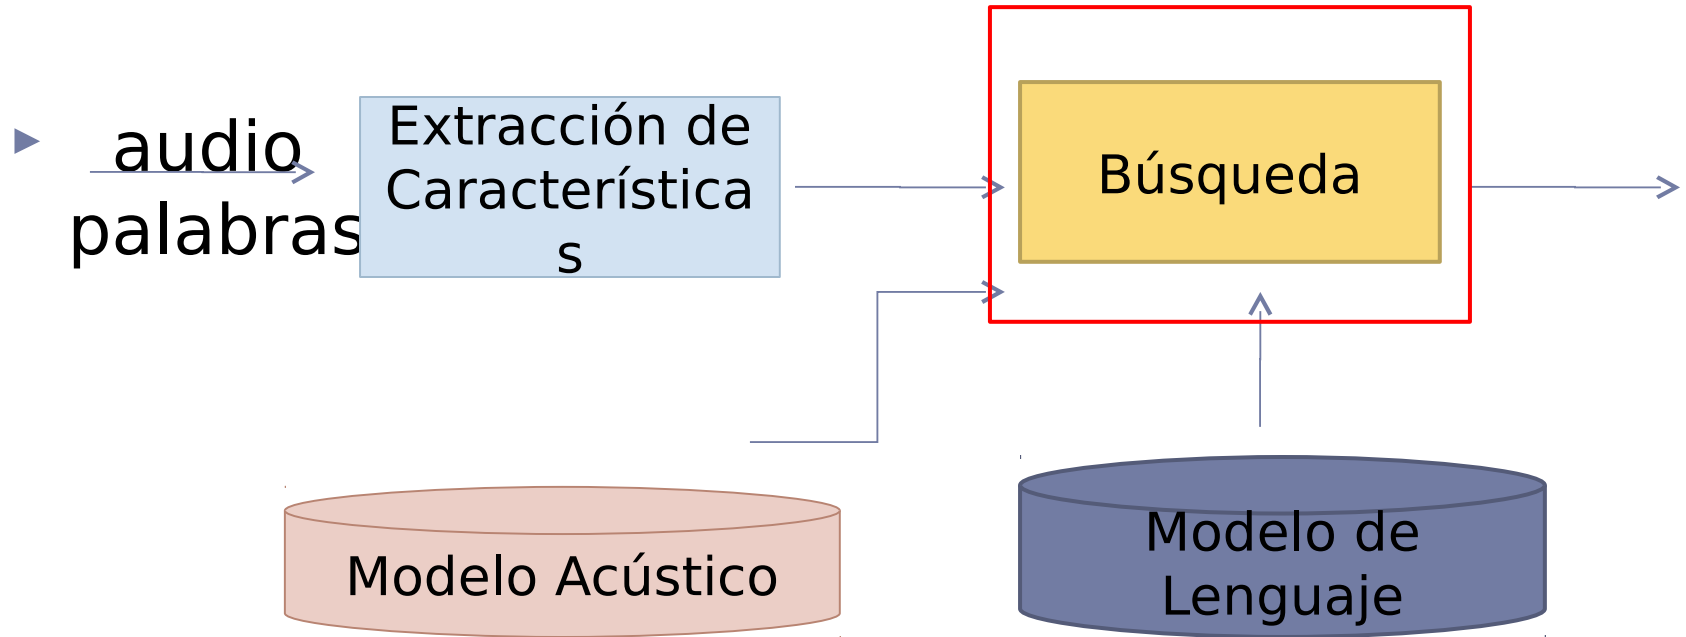 audio
palabras
Extracción de
Característica
s
Búsqueda
Modelo Acústico
Modelo de
Lenguaje